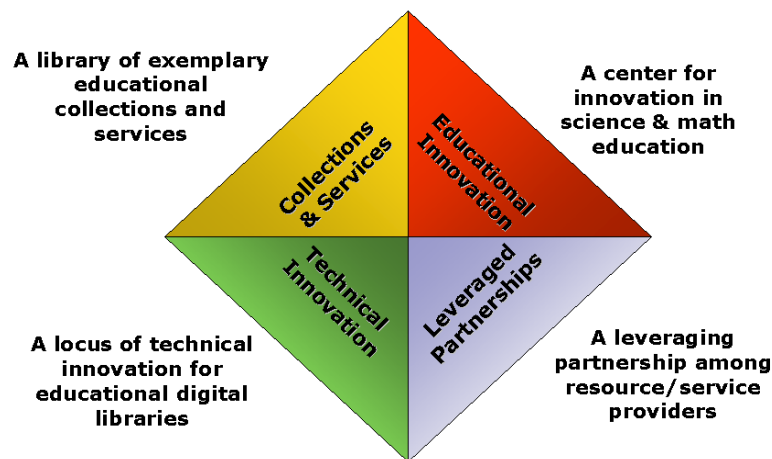 A library of exemplary
educational
collections and
services
Collections
& Services
Educational
Innovation
A center for
innovation in
science & math
education
A locus of technical
innovation for
educational digital
libraries
Technical
Innovation
Leveraged
Partnerships
A leveraging
partnership among
resource/service
providers